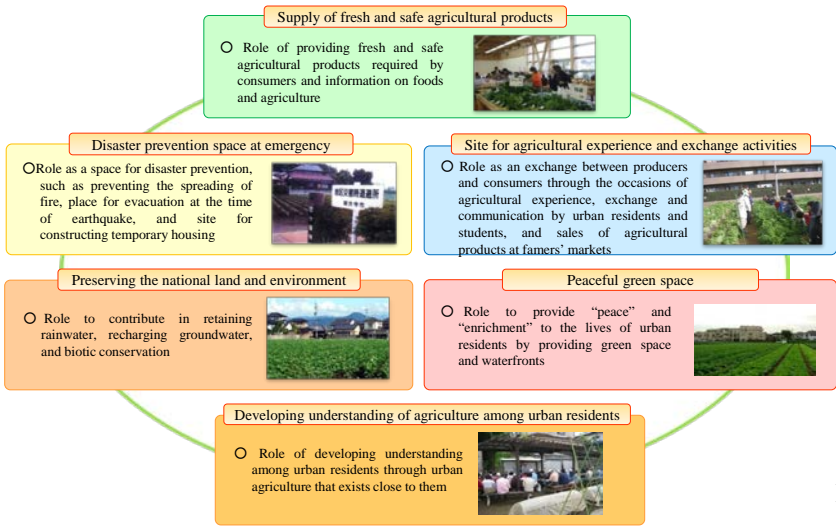 Supply of fresh and safe agricultural products
○ Role of providing fresh and safe
agricultural products required by
consumers and information on foods
and agriculture
Disaster prevention space at emergency
○Role as a space for disaster prevention,
such as preventing the spreading of
fire, place for evacuation at the time
of earthquake, and site for
constructing temporary housing
Site for agricultural experience and exchange activities
○ Role as an exchange between producers
and consumers through the occasions of
agricultural experience, exchange and
communication by urban residents and
students, and sales of agricultural
products at famers’ markets
Preserving the national land and environment
○ Role to contribute in retaining
rainwater, recharging groundwater,
and biotic conservation
Peaceful green space
○ Role to provide “peace” and
“enrichment” to the lives of urban
residents by providing green space
and waterfronts
Developing understanding of agriculture among urban residents
○ Role of developing understanding
among urban residents through urban
agriculture that exists close to them